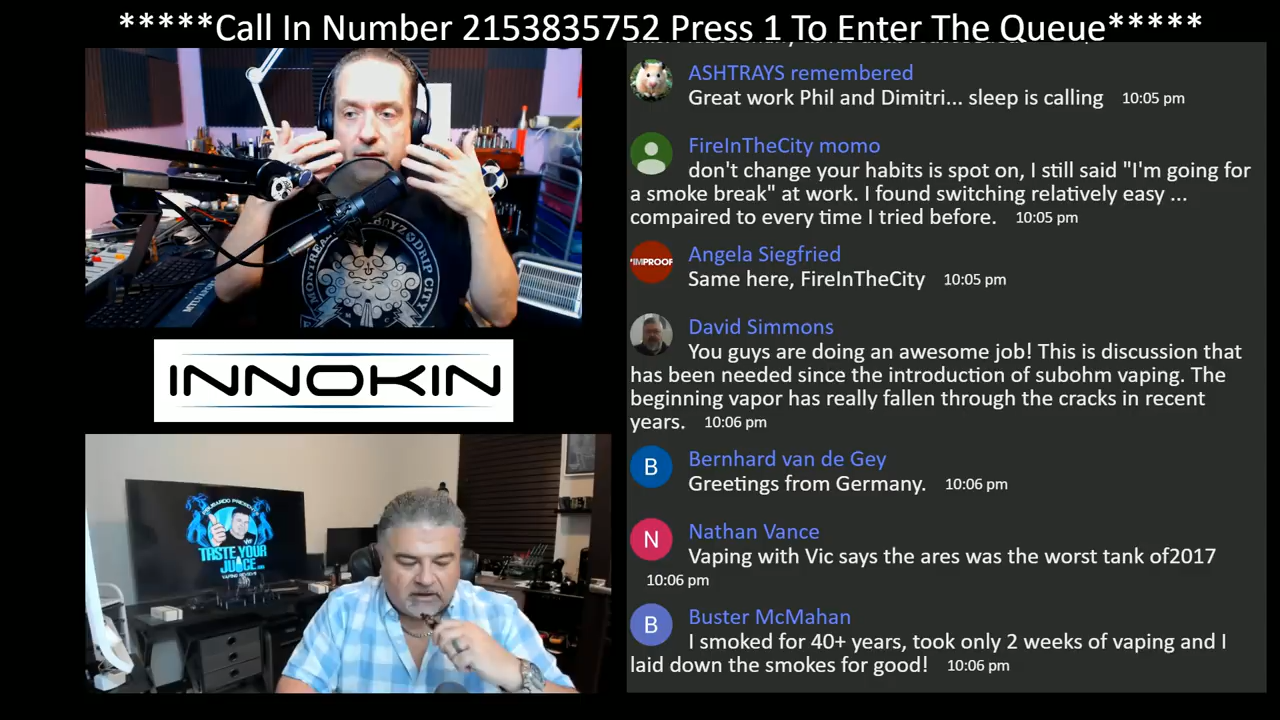 *****Call In Number 2153835752 Press 1 To Enter The Queue*****
ASHTRAYS remembered
Great work Phil and Dimitri... sleep is calling 10:05 pm
FireInTheCity momo
don't change your habits is spot on, I still said "I'm going for
a smoke break" at work. I found switching relatively easy ...
compaired to every time I tried before. 10:05 pm
Angela Siegfried
Same here, FireInTheCity 10:05 pm
David Simmons
You guys are doing an awesome job! This is discussion that
has been needed since the introduction of subohm vaping. The
beginning vapor has really fallen through the cracks in recent
years. 10:06 pm
B
Bernhard van de Gey
Greetings from Germany. 10:06 pm
N
Nathan Vance
Vaping with Vic says the ares was the worst tank of2017
10:06 pm
B
Buster McMahan
I smoked for 40+ years, took only 2 weeks of vaping and I
laid down the smokes for good! 10:06 pm
DRIP CITY
INNOKIN
TASTE YOUR
JUICE